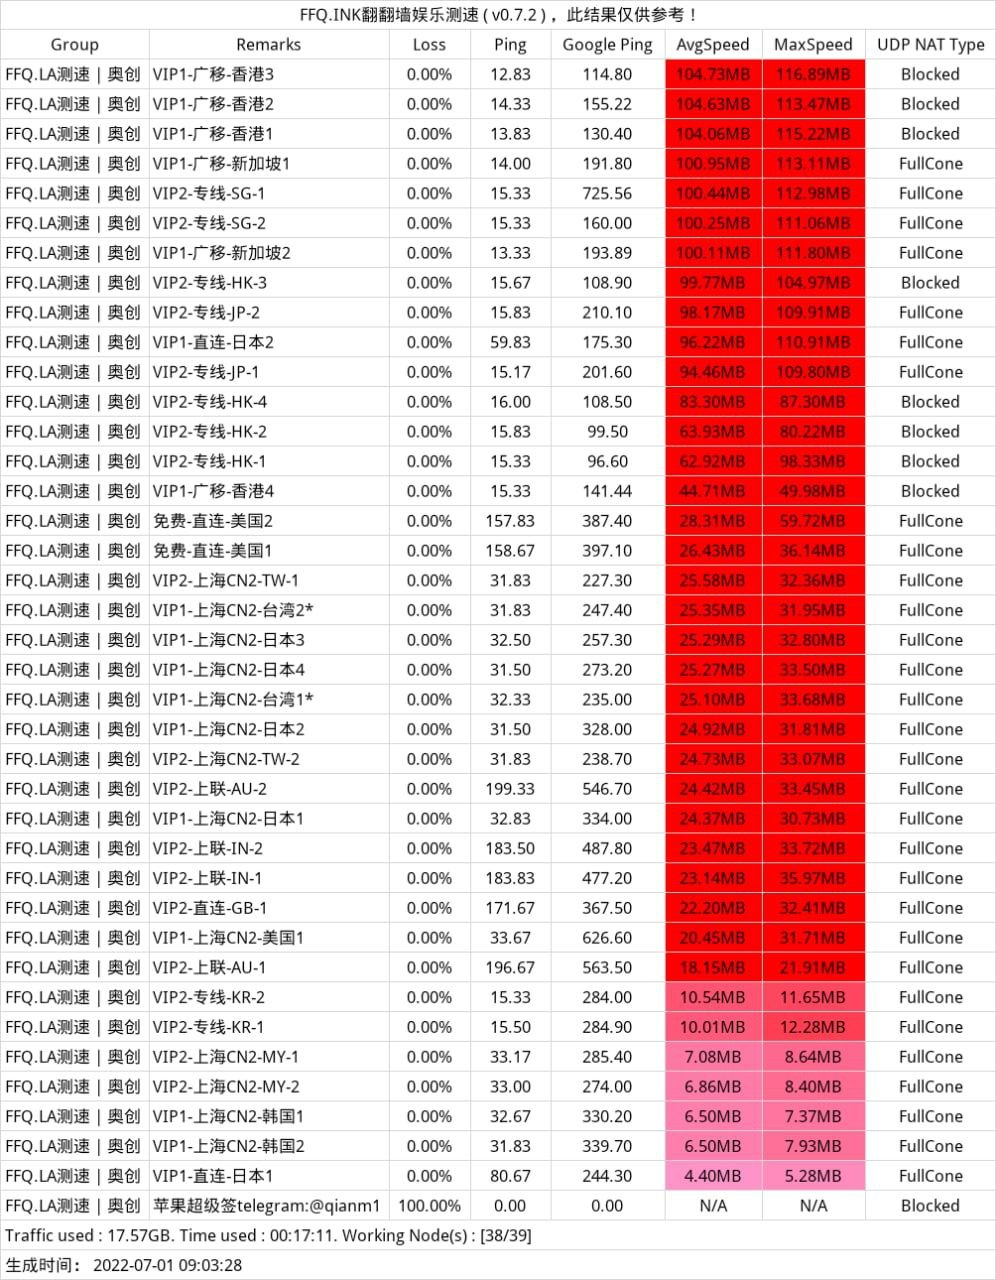 FFQ.INK翻翻墙娱乐测速 ( v0.7.2 ) ，此结果仅供参考！
Group Remarks Loss Ping Google Ping AvgSpeed MaxSpeed UDP NAT Type
FFQ.LA测速 | 奥创 VIP1-广移-香港3 0.00% 12.83 114.80 104.73MB 116.89MB Blocked
FFQ.LA测速 | 奥创 VIP1-广移-香港2 0.00% 14.33 155.22 104.63MB 113.47MB Blocked
FFQ.LA测速 | 奥创 VIP1-广移-香港1 0.00% 13.83 130.40 104.06MB 115.22MB Blocked
FFQ.LA测速 | 奥创 VIP1-广移-新加坡1 0.00% 14.00 191.80 100.95MB 113.11MB FullCone
FFQ.LA测速 | 奥创 VIP2-专线-SG-1 0.00% 15.33 725.56 100.44MB 112.98MB FullCone
FFQ.LA测速 | 奥创 VIP2-专线-SG-2 0.00% 15.33 160.00 100.25MB 111.06MB FullCone
FFQ.LA测速 | 奥创 VIP1-广移-新加坡2 0.00% 13.33 193.89 100.11MB 111.80MB FullCone
FFQ.LA测速 | 奥创 VIP2-专线-HK-3 0.00% 15.67 108.90 99.77MB 104.97MB Blocked
FFQ.LA测速 | 奥创 VIP2-专线-JP-2 0.00% 15.83 210.10 98.17MB 109.91MB FullCone
FFQ.LA测速 | 奥创 VIP1-直连-日本2 0.00% 59.83 175.30 96.22MB 110.91MB FullCone
FFQ.LA测速 | 奥创 VIP2-专线-JP-1 0.00% 15.17 201.60 94.46MB 109.80MB FullCone
FFQ.LA测速 | 奥创 VIP2-专线-HK-4 0.00% 16.00 108.50 83.30MB 87.30MB Blocked
FFQ.LA测速 | 奥创 VIP2-专线-HK-2 0.00% 15.83 99.50 63.93MB 80.22MB Blocked
FFQ.LA测速 | 奥创 VIP2-专线-HK-1 0.00% 15.33 96.60 62.92MB 98.33MB Blocked
FFQ.LA测速 | 奥创 VIP1-广移-香港4 0.00% 15.33 141.44 44.71MB 49.98MB Blocked
FFQ.LA测速 | 奥创 免费-直连-美国2 0.00% 157.83 387.40 28.31MB 59.72MB FullCone
FFQ.LA测速 | 奥创 免费-直连-美国1 0.00% 158.67 397.10 26.43MB 36.14MB FullCone
FFQ.LA测速 | 奥创 VIP2-上海CN2-TW-1 0.00% 31.83 227.30 25.58MB 32.36MB FullCone
FFQ.LA测速 | 奥创 VIP1-上海CN2-台湾2* 0.00% 31.83 247.40 25.35MB 31.95MB FullCone
FFQ.LA测速 | 奥创 VIP1-上海CN2-日本3 0.00% 32.50 257.30 25.29MB 32.80MB FullCone
FFQ.LA测速 | 奥创 VIP1-上海CN2-日本4 0.00% 31.50 273.20 25.27MB 33.50MB FullCone
FFQ.LA测速 | 奥创 VIP1-上海CN2-台湾1* 0.00% 32.33 235.00 25.10MB 33.68MB FullCone
FFQ.LA测速 | 奥创 VIP1-上海CN2-日本2 0.00% 31.50 328.00 24.92MB 31.81MB FullCone
FFQ.LA测速 | 奥创 VIP2-上海CN2-TW-2 0.00% 31.83 238.70 24.73MB 33.07MB FullCone
FFQ.LA测速 | 奥创 VIP2-上联-AU-2 0.00% 199.33 546.70 24.42MB 33.45MB FullCone
FFQ.LA测速 | 奥创 VIP1-上海CN2-日本1 0.00% 32.83 334.00 24.37MB 30.73MB FullCone
FFQ.LA测速 | 奥创 VIP2-上联-IN-2 0.00% 183.50 487.80 23.47MB 33.72MB FullCone
FFQ.LA测速 | 奥创 VIP2-上联-IN-1 0.00% 183.83 477.20 23.14MB 35.97MB FullCone
FFQ.LA测速 | 奥创 VIP2-直连-GB-1 0.00% 171.67 367.50 22.20MB 32.41MB FullCone
FFQ.LA测速 | 奥创 VIP1-上海CN2-美国1 0.00% 33.67 626.60 20.45MB 31.71MB FullCone
FFQ.LA测速 | 奥创 VIP2-上联-AU-1 0.00% 196.67 563.50 18.15MB 21.91MB FullCone
FFQ.LA测速 | 奥创 VIP2-专线-KR-2 0.00% 15.33 284.00 10.54MB 11.65MB FullCone
FFQ.LA测速 | 奥创 VIP2-专线-KR-1 0.00% 15.50 284.90 10.01MB 12.28MB FullCone
FFQ.LA测速 | 奥创 VIP2-上海CN2-MY-1 0.00% 33.17 285.40 7.08MB 8.64MB FullCone
FFQ.LA测速 | 奥创 VIP2-上海CN2-MY-2 0.00% 33.00 274.00 6.86MB 8.40MB FullCone
FFQ.LA测速 | 奥创 VIP1-上海CN2-韩国1 0.00% 32.67 330.20 6.50MB 7.37MB FullCone
FFQ.LA测速 | 奥创 VIP1-上海CN2-韩国2 0.00% 31.83 339.70 6.50MB 7.93MB FullCone
FFQ.LA测速 | 奥创 VIP1-直连-日本1 0.00% 80.67 244.30 4.40MB 5.28MB FullCone
FFQ.LA测速 | 奥创 苹果超级签telegram:@qianm1 100.00% 0.00 0.00 N/A N/A Blocked
Traffic used : 17.57GB. Time used : 00:17:11. Working Node(s) : [38/39]
生成时间： 2022-07-01 09:03:28